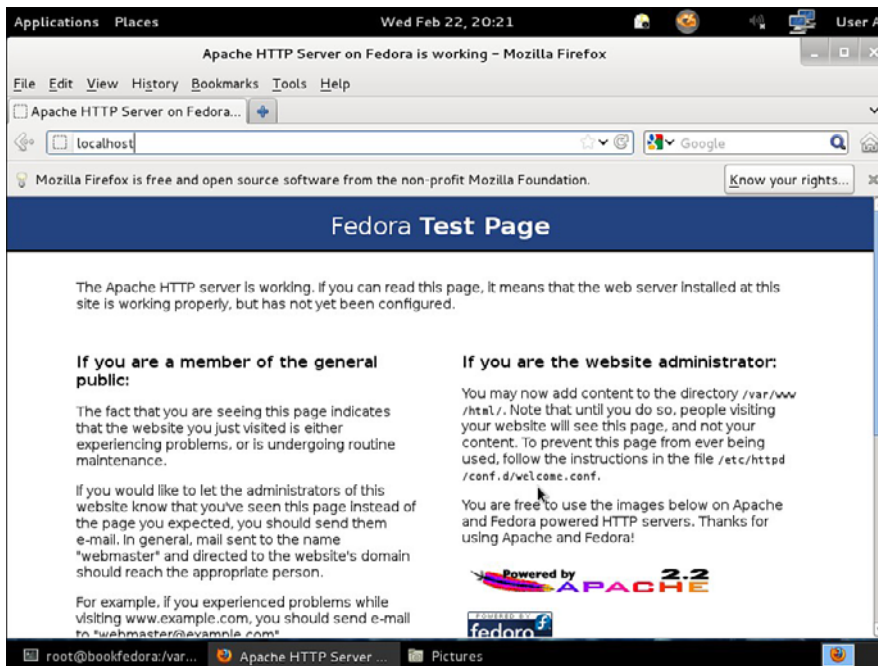 Applications Places Wed Feb 22, 20:21 User A
Apache HTTP Server on Fedora is working – Mozilla Firefox
File Edit View History Bookmarks Tools Help
Apache HTTP Server on Fedora...
localhost
Google
Mozilla Firefox is free and open source software from the non-profit Mozilla Foundation. Know your rights...
Fedora Test Page
The Apache HTTP server is working. If you can read this page, it means that the web server installed at this
site is working properly, but has not yet been configured.
If you are a member of the general
public:
The fact that you are seeing this page indicates
that the website you just visited is either
experiencing problems, or is undergoing routine
maintenance.
If you would like to let the administrators of this
website know that you've seen this page instead of
the page you expected, you should send them
e-mail. In general, mail sent to the name
"webmaster" and directed to the website's domain
should reach the appropriate person.
For example, if you experienced problems while
visiting www.example.com, you should send e-mail
to "webmaster@example.com"
If you are the website administrator:
You may now add content to the directory /var/www
/html/. Note that until you do so, people visiting
your website will see this page, and not your
content. To prevent this page from ever being
used, follow the instructions in the file /etc/httpd
/conf.d/welcome.conf.
You are free to use the images below on Apache
and Fedora powered HTTP servers. Thanks for
using Apache and Fedora!
Powered by 2.2
APACHE
POWERED BY
fedora
root@bookfedora:/var... Apache HTTP Server ... Pictures